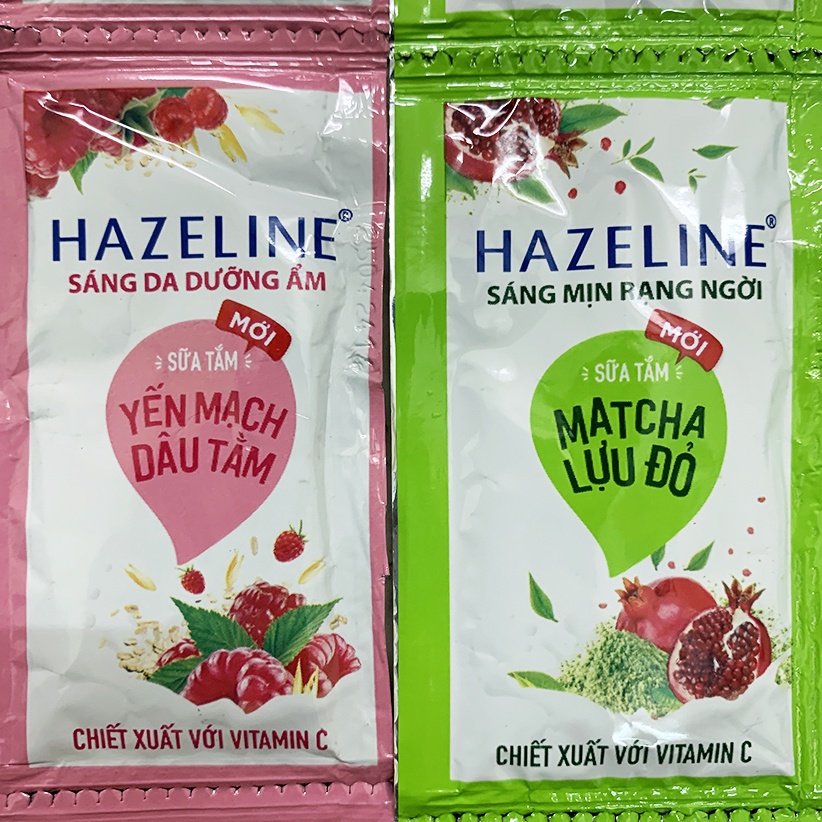 HAZELINE®
SÁNG DA DƯỠNG ẨM
MỚI
SỮA TẮM
YẾN MẠCH
DÂU TẰM
CHIẾT XUẤT VỚI VITAMIN C
HAZELINE®
SÁNG MỊN RẠNG NGỜI
MỚI
SỮA TẮM
MATCHA
LỰU ĐỎ
CHIẾT XUẤT VỚI VITAMIN C